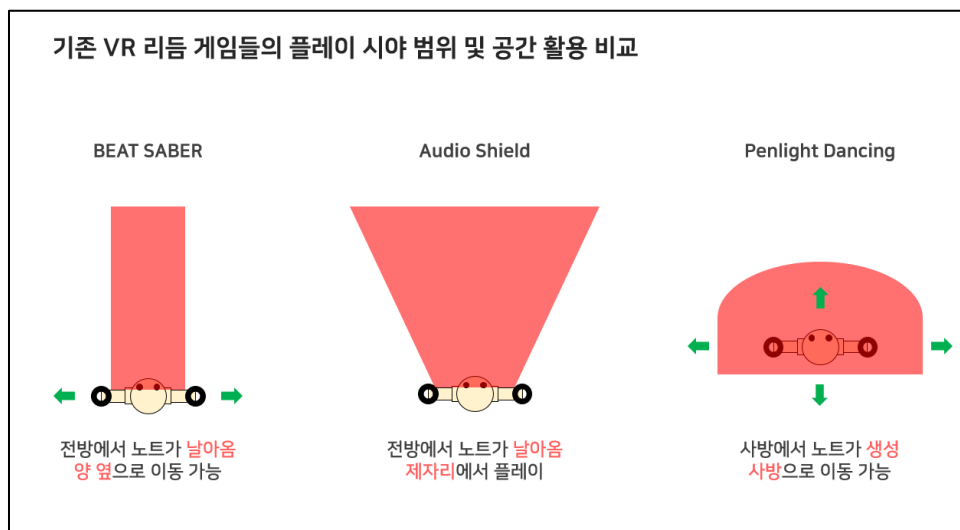 기존 VR 리듬 게임들의 플레이 시야 범위 및 공간 활용 비교
BEAT SABER
전방에서 노트가 날아옴
양 옆으로 이동 가능
Audio Shield
전방에서 노트가 날아옴
제자리에서 플레이
Penlight Dancing
사방에서 노트가 생성
사방으로 이동 가능